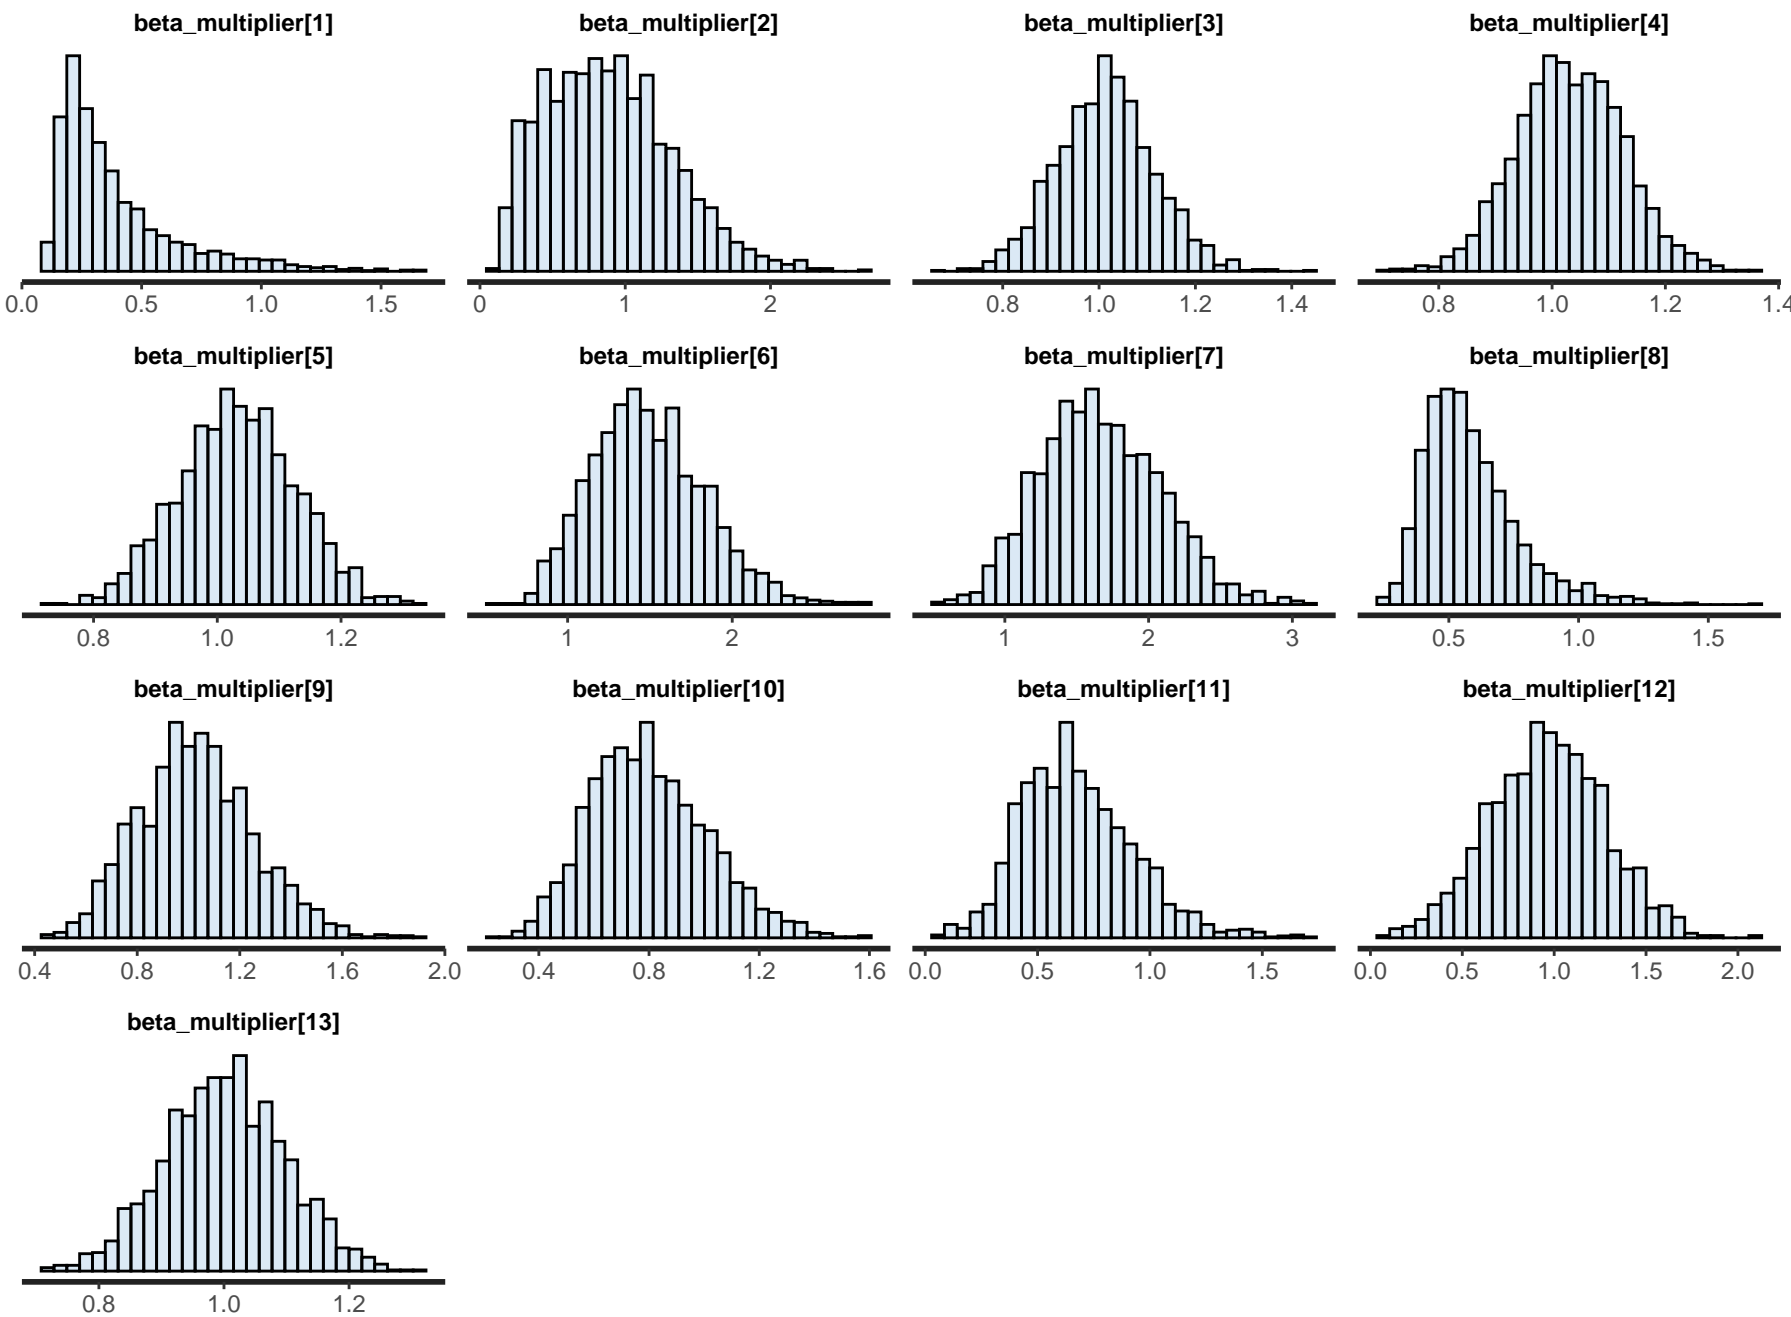 beta_multiplier[1] beta_multiplier[2] beta_multiplier[3] beta_multiplier[4]
0.0 0.5 1.0 1.5 0 1 2 0.8 1.0 1.2 1.4 0.8 1.0 1.2 1.4
beta_multiplier[5] beta_multiplier[6] beta_multiplier[7] beta_multiplier[8]
0.8 1.0 1.2 1 2 1 2 3 0.5 1.0 1.5
beta_multiplier[9] beta_multiplier[10] beta_multiplier[11] beta_multiplier[12]
0.4 0.8 1.2 1.6 2.0 0.4 0.8 1.2 1.6 0.0 0.5 1.0 1.5 0.0 0.5 1.0 1.5 2.0
beta_multiplier[13]
0.8 1.0 1.2